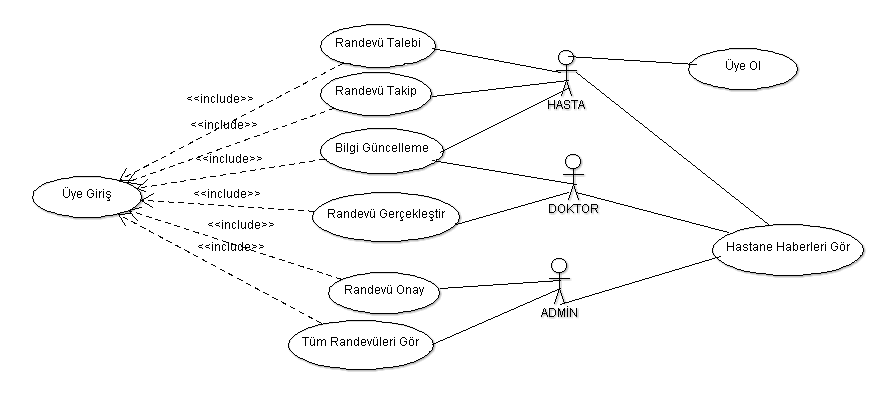 Randevü Talebi
Üye Ol
Randevü Takip
<<include>>
HASTA
<<include>>
Bilgi Güncelleme
<<include>>
Üye Giriş
<<include>>
DOKTOR
Randevü Gerçekleştir
<<include>>
<<include>>
Hastane Haberleri Gör
Randevü Onay
ADMİN
Tüm Randevüleri Gör